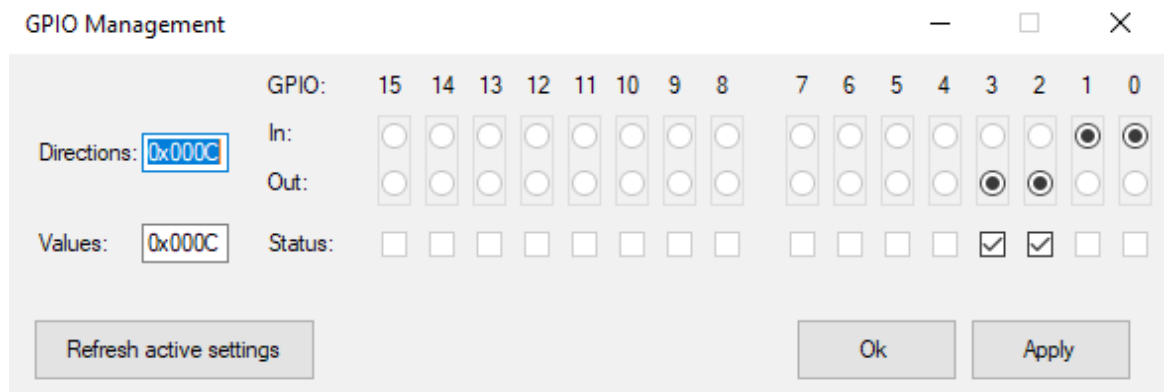 GPIO Management
GPIO: 15 14 13 12 11 10 9 8 7 6 5 4 3 2 1 0
In:
Directions: 0x000C
Out:
Values: 0x000C Status:
Refresh active settings Ok Apply